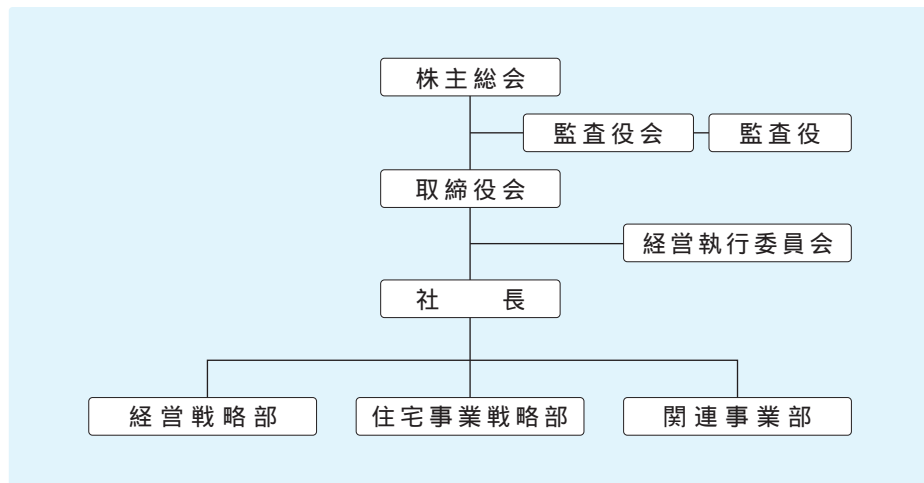 株主総会
監査役会 監査役
取締役会
経営執行委員会
社　長
経営戦略部 住宅事業戦略部 関連事業部